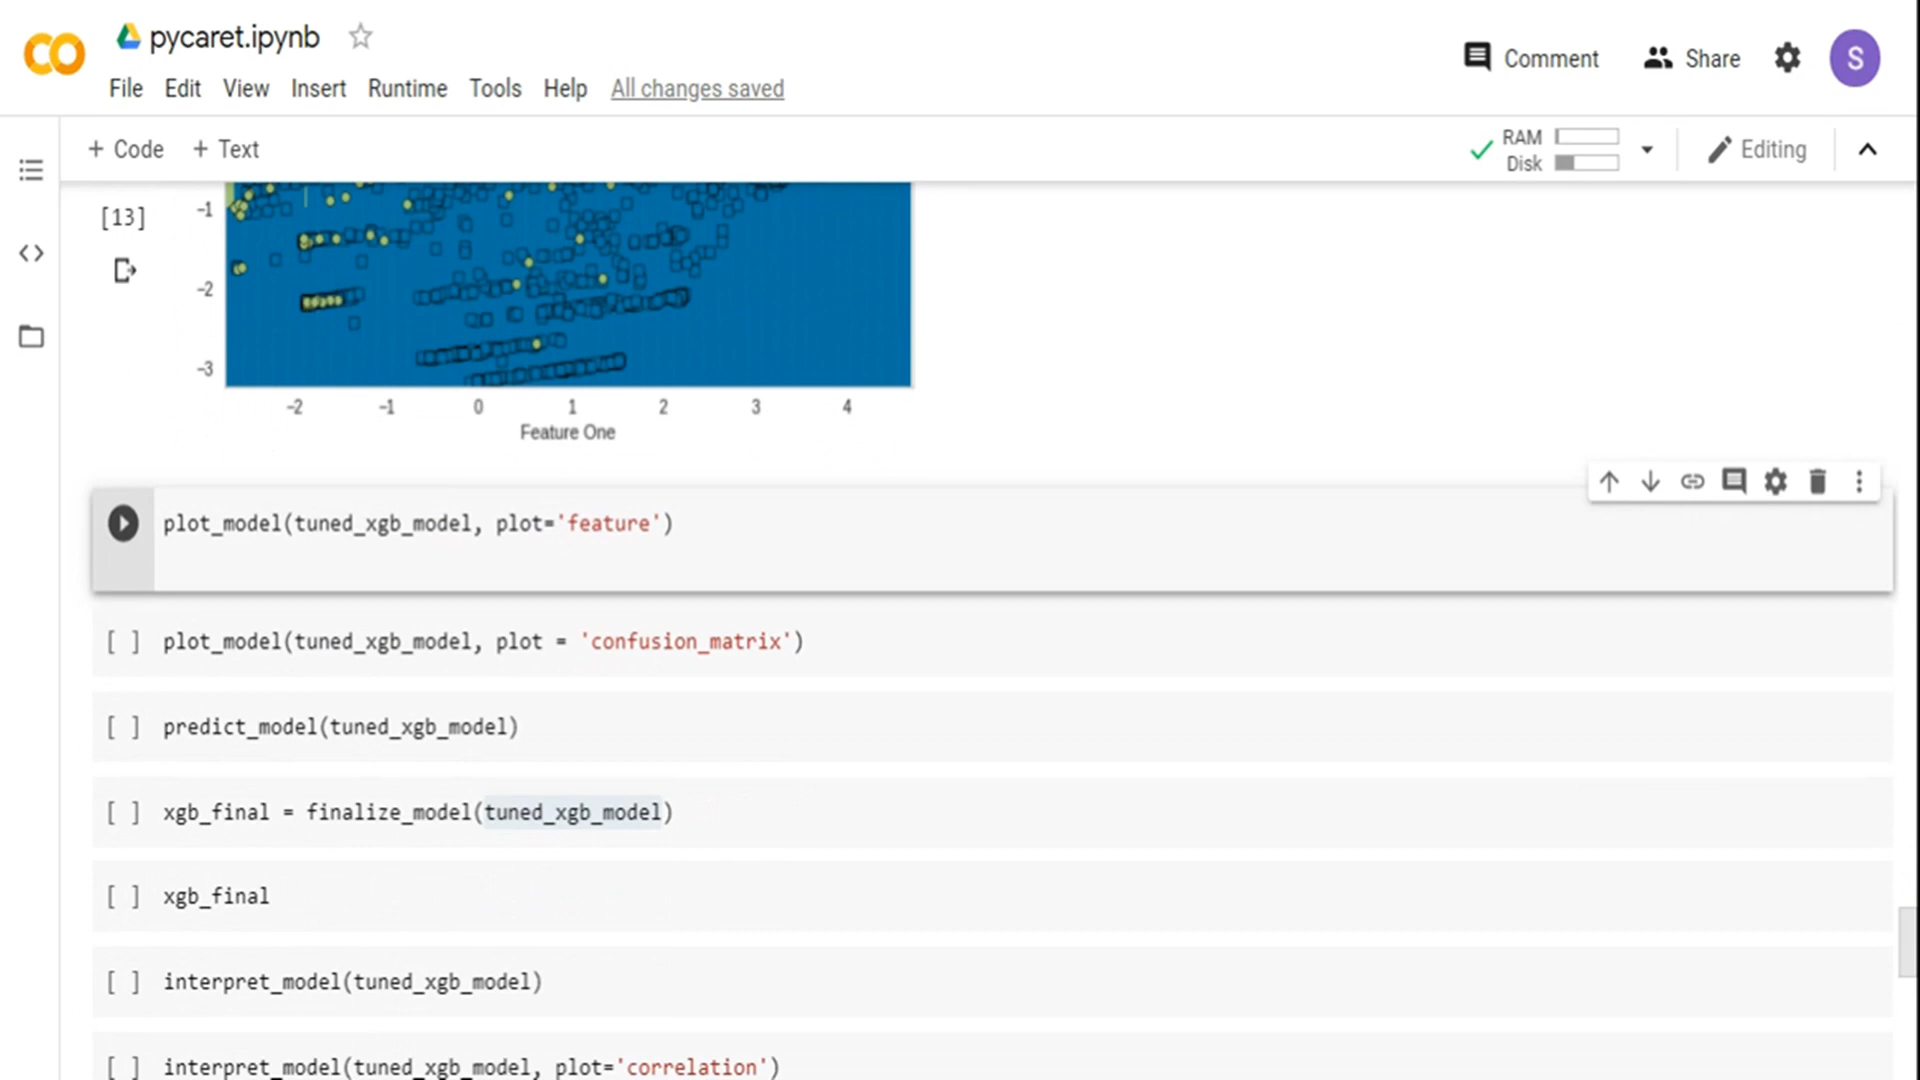 pycaret.ipynb
Comment
Share
S
File Edit View Insert Runtime Tools Help All changes saved
+ Code + Text
RAM
Disk
Editing
[13]
-1
-2
-3
-2 -1 0 1 2 3 4
Feature One
plot_model(tuned_xgb_model, plot='feature')
[ ] plot_model(tuned_xgb_model, plot = 'confusion_matrix')
[ ] predict_model(tuned_xgb_model)
[ ] xgb_final = finalize_model(tuned_xgb_model)
[ ] xgb_final
[ ] interpret_model(tuned_xgb_model)
[ ] interpret_model(tuned_xgb_model, plot='correlation')